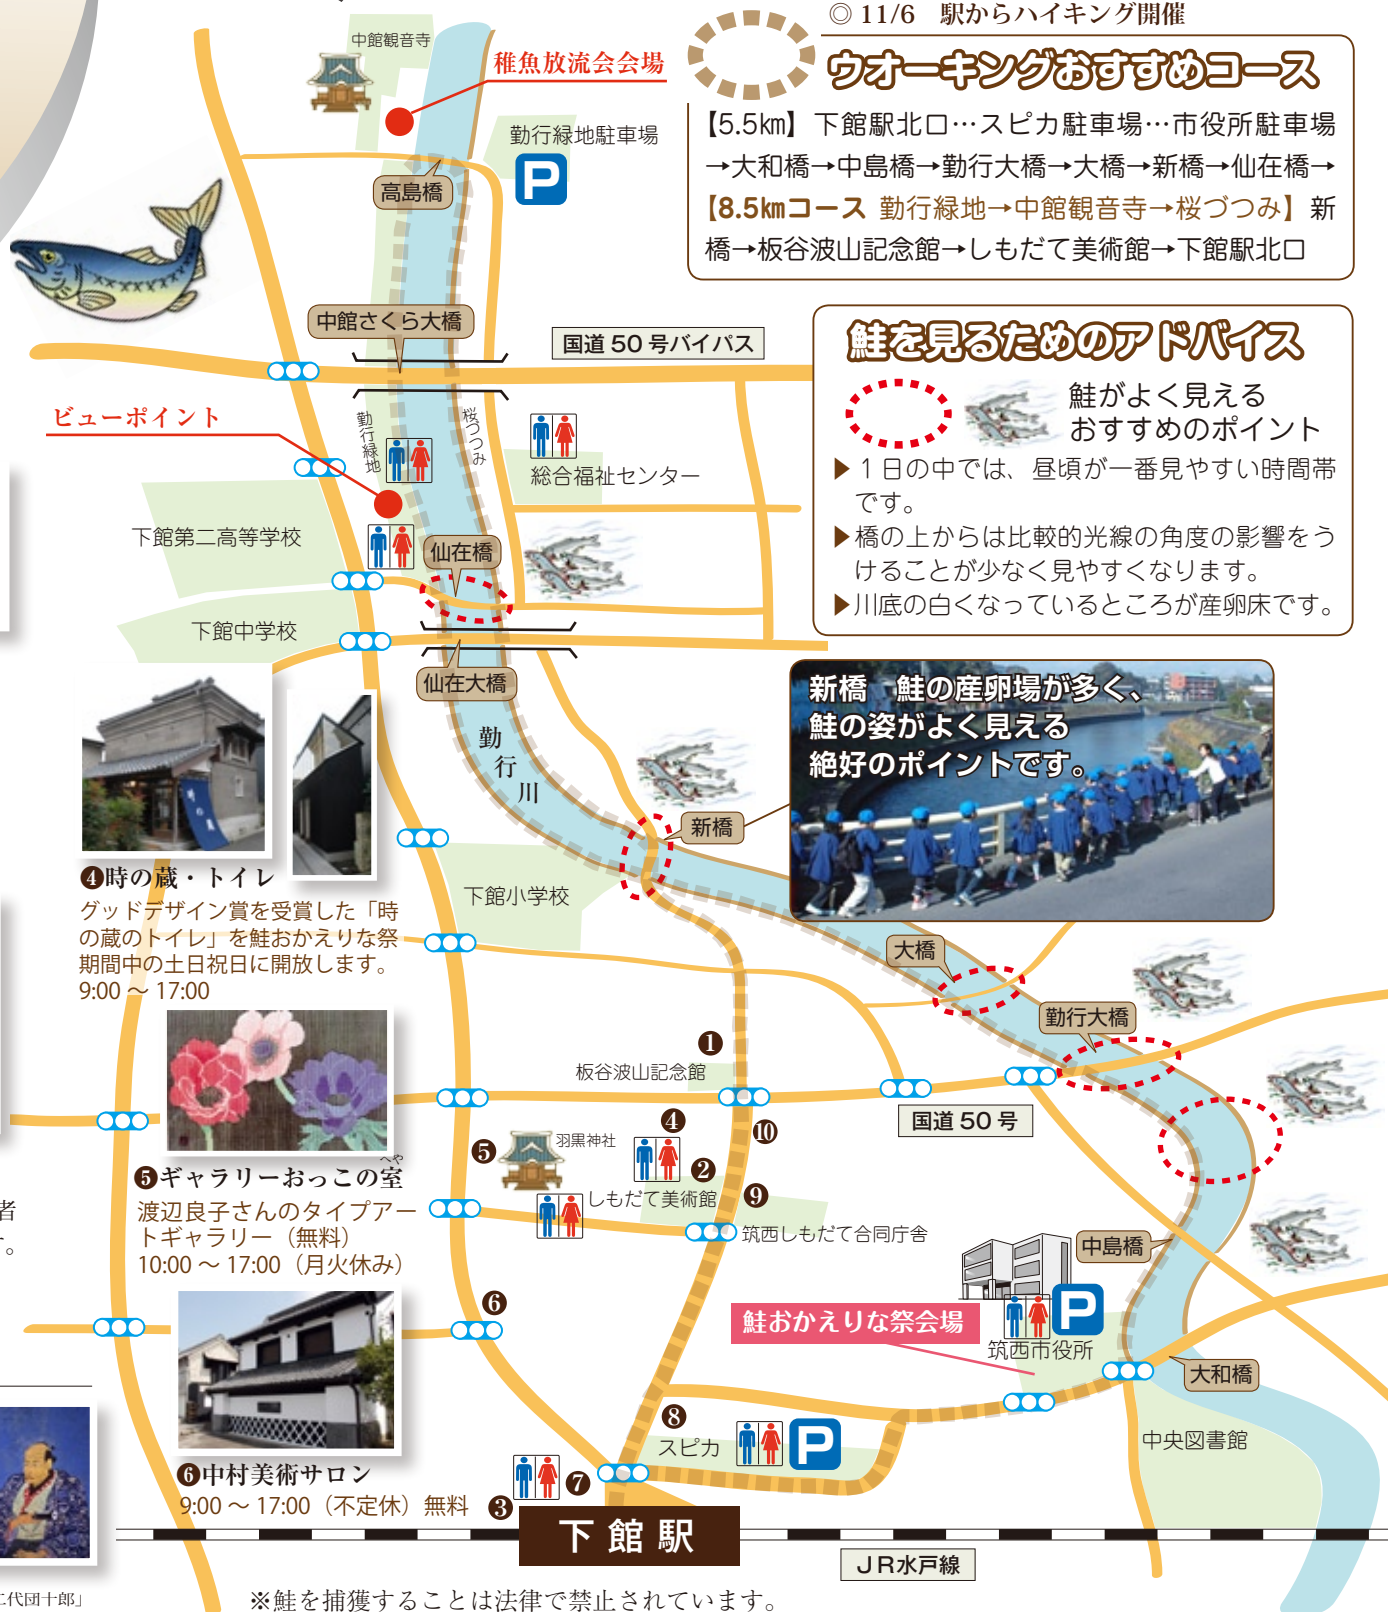 ◎ 11/6　駅からハイキング開催
ウオーキングおすすめコース
【5.5㎞】下館駅北口…スピカ駐車場…市役所駐車場
→大和橋→中島橋→勤行大橋→大橋→新橋→仙在橋→
【8.5㎞コース 勤行緑地→中館観音寺→桜づつみ】新
橋→板谷波山記念館→しもだて美術館→下館駅北口
中館観音寺
稚魚放流会会場
勤行緑地駐車場
P
高島橋
中館さくら大橋
国道 50 号バイパス
鮭を見るためのアドバイス
鮭がよく見える
おすすめのポイント
▶１日の中では、昼頃が一番見やすい時間帯
です。
▶橋の上からは比較的光線の角度の影響をう
けることが少なく見やすくなります。
▶川底の白くなっているところが産卵床です。
ビューポイント
勤行緑地
桜づつみ
総合福祉センター
下館第二高等学校
仙在橋
下館中学校
仙在大橋
勤行川
新橋　鮭の産卵場が多く、
鮭の姿がよく見える
絶好のポイントです。
新橋
❹時の蔵・トイレ
グッドデザイン賞を受賞した「時
の蔵のトイレ」を鮭おかえりな祭
期間中の土日祝日に開放します。
9:00 ～ 17:00
下館小学校
大橋
勤行大橋
❶
板谷波山記念館
国道 50 号
❹
❿
❺
羽黒神社
❷
しもだて美術館
❾
筑西しもだて合同庁舎
へや
❺ギャラリーおっこの室
渡辺良子さんのタイプアー
トギャラリー（無料）
10:00 ～ 17:00（月火休み）
者
。
中島橋
❻
鮭おかえりな祭会場
P
筑西市役所
大和橋
❽
スピカ
P
中央図書館
❻中村美術サロン
9:00 ～ 17:00（不定休）無料
❸
❼
下館駅
ＪＲ水戸線
代団十郎」
※鮭を捕獲することは法律で禁止されています。